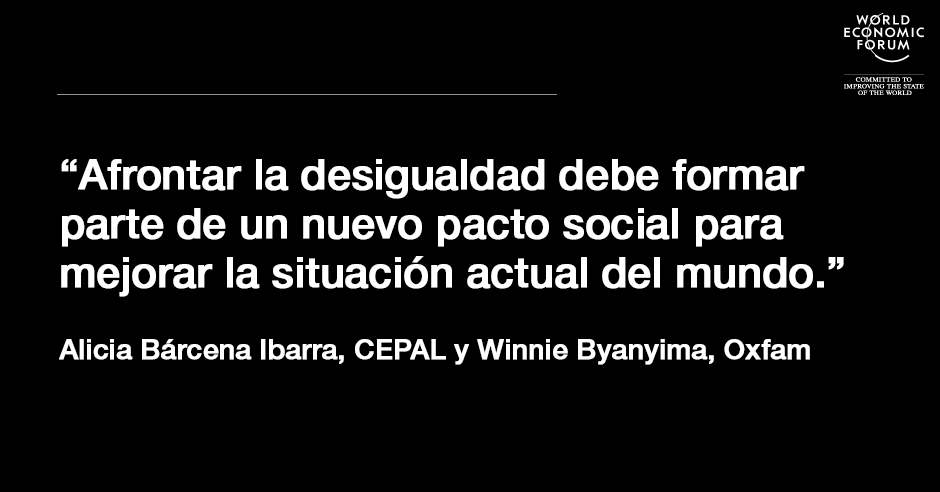 WORLD
ECONOMIC
FORUM
COMMITTED TO
IMPROVING THE STATE
OF THE WORLD
“Afrontar la desigualdad debe formar
parte de un nuevo pacto social para
mejorar la situación actual del mundo.”
Alicia Bárcena Ibarra, CEPAL y Winnie Byanyima, Oxfam